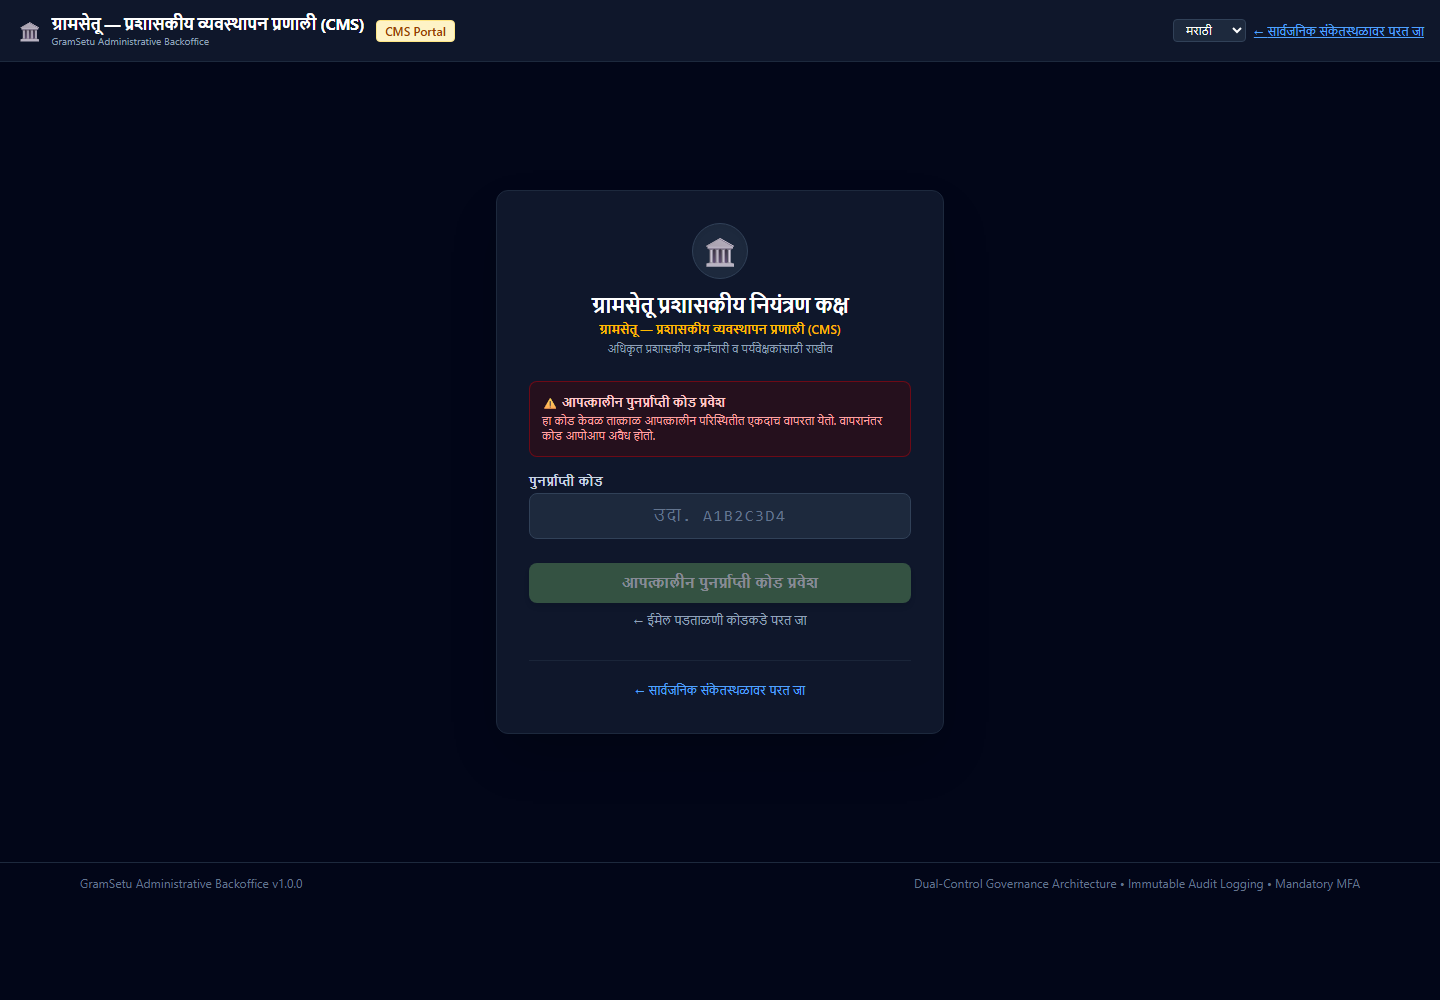 ग्रामसेतू — प्रशासकीय व्यवस्थापन प्रणाली (CMS)
GramSetu Administrative Backoffice
CMS Portal
मराठी
← सार्वजनिक संकेतस्थळावर परत जा
ग्रामसेतू प्रशासकीय नियंत्रण कक्ष
ग्रामसेतू — प्रशासकीय व्यवस्थापन प्रणाली (CMS)
अधिकृत प्रशासकीय कर्मचारी व पर्यवेक्षकांसाठी राखीव
⚠ आपत्कालीन पुनर्प्राप्ती कोड प्रवेश
हा कोड केवळ तात्काळ आपत्कालीन परिस्थितीत एकदाच वापरता येतो. वापरानंतर
कोड आपोआप अवैध होतो.
पुनर्प्राप्ती कोड
उदा. A1B2C3D4
आपत्कालीन पुनर्प्राप्ती कोड प्रवेश
← ईमेल पडताळणी कोडकडे परत जा
← सार्वजनिक संकेतस्थळावर परत जा
GramSetu Administrative Backoffice v1.0.0
Dual-Control Governance Architecture • Immutable Audit Logging • Mandatory MFA